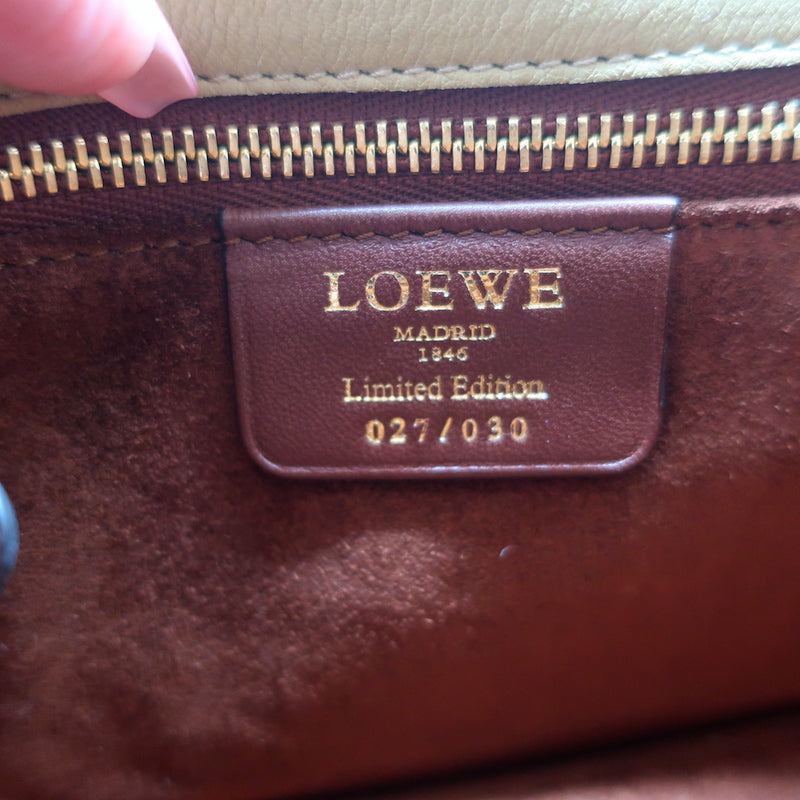 LOEWE
MADRID
1846
Limited Edition
027/030